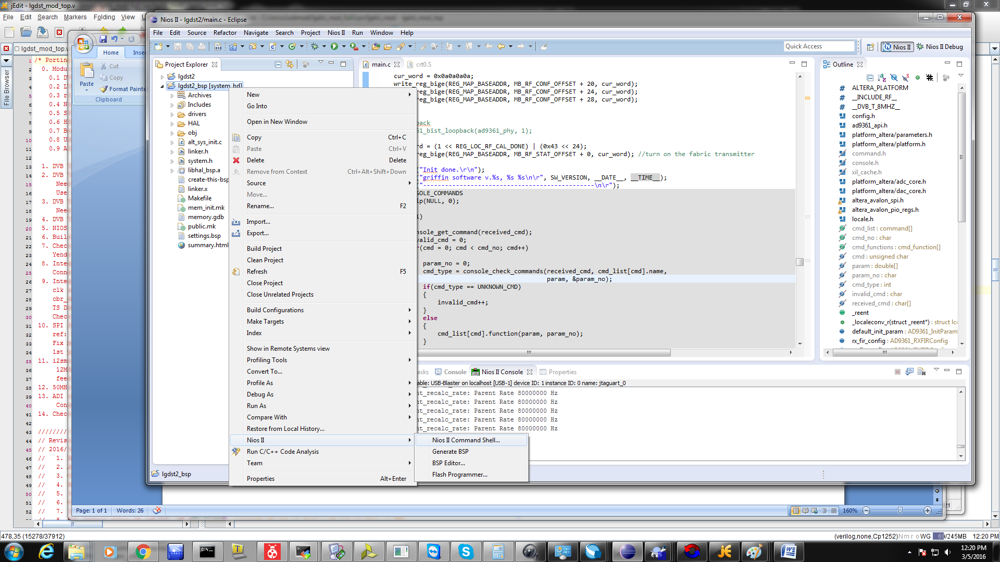 jEdit - lgdst_mod_top.v
File Edit Search Markers Folding View
lgdst_mod_top.v
File Browser
1 /* Portin
2 0. Modu
3 0.1 D
4 0.2 L
5 0.3 r
6 0.4 N
7 0.5 S
8 0.6 H
9 0.7 B
10 0.8 U
11 0.9 A
12
13 1. DVB
14 2. DVB
15 Nee
16 Use
17 3. DVB
18 Nee
19 4. DVB
20 5. NIOS
21 6. Buil
22 7. Chec
23 Yend
24 8. Inte
25 Conn
26 9. Inte
27 clk
28 cbr_
29 TS D
30 Chec
31 10. SPI
32 ref:
33 Fix
34 1st
35 11. i2sm
36 12M
37 fee
38 12. 50MH
39 13. ADI
40 Con
41 14. Chec
42
43 ////////
44 // Revis
45 // 2016/
46 // 1.
47 // 2.
48 // 3.
49 // 4.
50 // 5.
51 // 6.
52 // 7.
Home Inser
Paste
Cut
Copy
Format Painte
Clipboard
Page: 1 of 1 Words: 26
160%
Nios II - lgdst2/main.c - Eclipse
File Edit Source Refactor Navigate Search Project Nios II Run Window Help
Quick Access
Nios II
Nios II Debug
Project Explorer
lgdst2
lgdst2_bsp [system_bd]
Archives
Includes
drivers
HAL
obj
alt_sys_init.c
linker.h
system.h
libhal_bsp.a
create-this-bsp
linker.x
Makefile
mem_init.mk
memory.gdb
public.mk
settings.bsp
summary.html
lgdst2_bsp
New
Go Into
Open in New Window
Copy Ctrl+C
Paste Ctrl+V
Delete Delete
Remove from Context Ctrl+Alt+Shift+Down
Source
Move...
Rename... F2
Import...
Export...
Build Project
Clean Project
Refresh F5
Close Project
Close Unrelated Projects
Build Configurations
Make Targets
Index
Show in Remote Systems view
Profiling Tools
Convert To...
Profile As
Debug As
Run As
Compare With
Restore from Local History...
Nios II
Run C/C++ Code Analysis
Team
Properties Alt+Enter
Nios II Command Shell...
Generate BSP
BSP Editor...
Flash Programmer...
main.c crt0.S
cur_word = 0x0a0a0a0a;
write_reg_bige(REG_MAP_BASEADDR, MB_RF_CONF_OFFSET + 20, cur_word);
reg_bige(REG_MAP_BASEADDR, MB_RF_CONF_OFFSET + 24, cur_word);
reg_bige(REG_MAP_BASEADDR, MB_RF_CONF_OFFSET + 28, cur_word);
back
1_bist_loopback(ad9361_phy, 1);
rd = (1 << REG_LOC_RF_CAL_DONE) | (0x43 << 24);
reg_bige(REG_MAP_BASEADDR, MB_RF_STAT_OFFSET + 0, cur_word); //turn on the fabric transmitter
("Init done.\r\n");
("griffin software v.%s, %s %s\n\r", SW_VERSION, __DATE__, __TIME__);
("-----------------------------------------------\n\r");
SOLE_COMMANDS
lp(NULL, 0);
1)
nsole_get_command(received_cmd);
valid_cmd = 0;
r(cmd = 0; cmd < cmd_no; cmd++)
param_no = 0;
cmd_type = console_check_commands(received_cmd, cmd_list[cmd].name,
param, &param_no);
if(cmd_type == UNKNOWN_CMD)
{
invalid_cmd++;
}
else
{
cmd_list[cmd].function(param, param_no);
}
asks Console Nios II Console Properties
able: USB-Blaster on localhost [USB-1] device ID: 1 instance ID: 0 name: jtaguart_0
nt_recalc_rate: Parent Rate 80000000 Hz
nt_recalc_rate: Parent Rate 80000000 Hz
nt_recalc_rate: Parent Rate 80000000 Hz
nt_recalc_rate: Parent Rate 80000000 Hz
nt_recalc_rate: Parent Rate 80000000 Hz
Outline
ALTERA_PLATFORM
__INCLUDE_RF__
__DVB_T_8MHZ__
config.h
ad9361_api.h
platform_altera/parameters.h
platform_altera/platform.h
command.h
console.h
xil_cache.h
platform_altera/adc_core.h
platform_altera/dac_core.h
altera_avalon_spi.h
altera_avalon_pio_regs.h
locale.h
cmd_list : command[]
cmd_no : char
cmd_functions : cmd_function[]
cmd : unsigned char
param : double[]
param_no : char
cmd_type : int
invalid_cmd : char
received_cmd : char[]
_reent
_localeconv_r(struct _reent*) : struct lco
default_init_param : AD9361_InitParam
rx_fir_config : AD9361_RXFIRConfig
478,35 (15278/37912)
(verilog,none,Cp1252) N m r o WG 69/245MB 12:20 PM
12:20 PM
3/5/2016